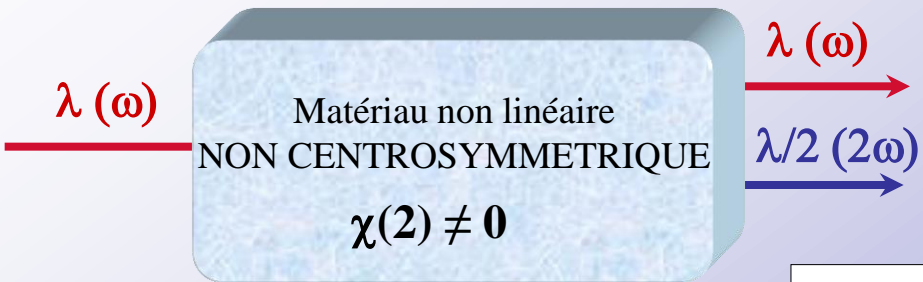 λ (ω)
Matériau non linéaire
NON CENTROSYMMETRIQUE
χ(2) ≠ 0
λ (ω)
λ/2 (2ω)